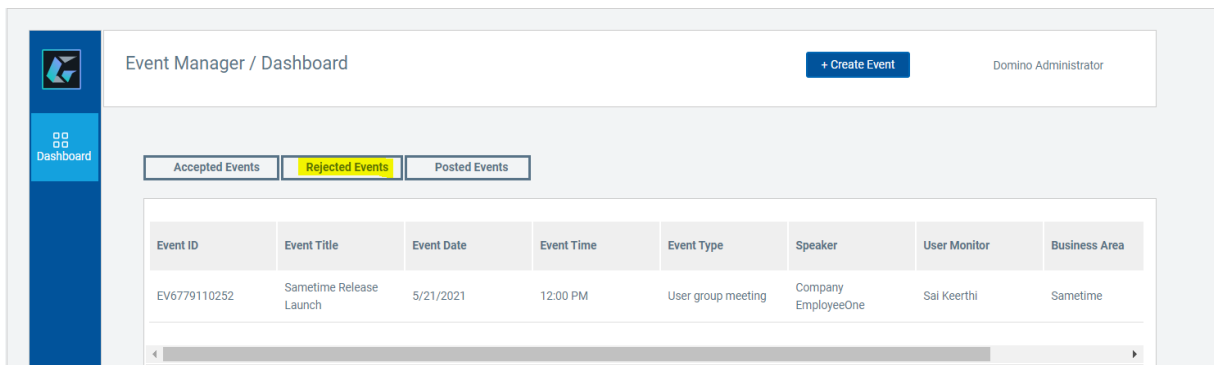 Event Manager / Dashboard
+ Create Event
Domino Administrator
Dashboard
Accepted Events
Rejected Events
Posted Events
Event ID
Event Title
Event Date
Event Time
Event Type
Speaker
User Monitor
Business Area
EV6779110252
Sametime Release
Launch
5/21/2021
12:00 PM
User group meeting
Company
EmployeeOne
Sai Keerthi
Sametime